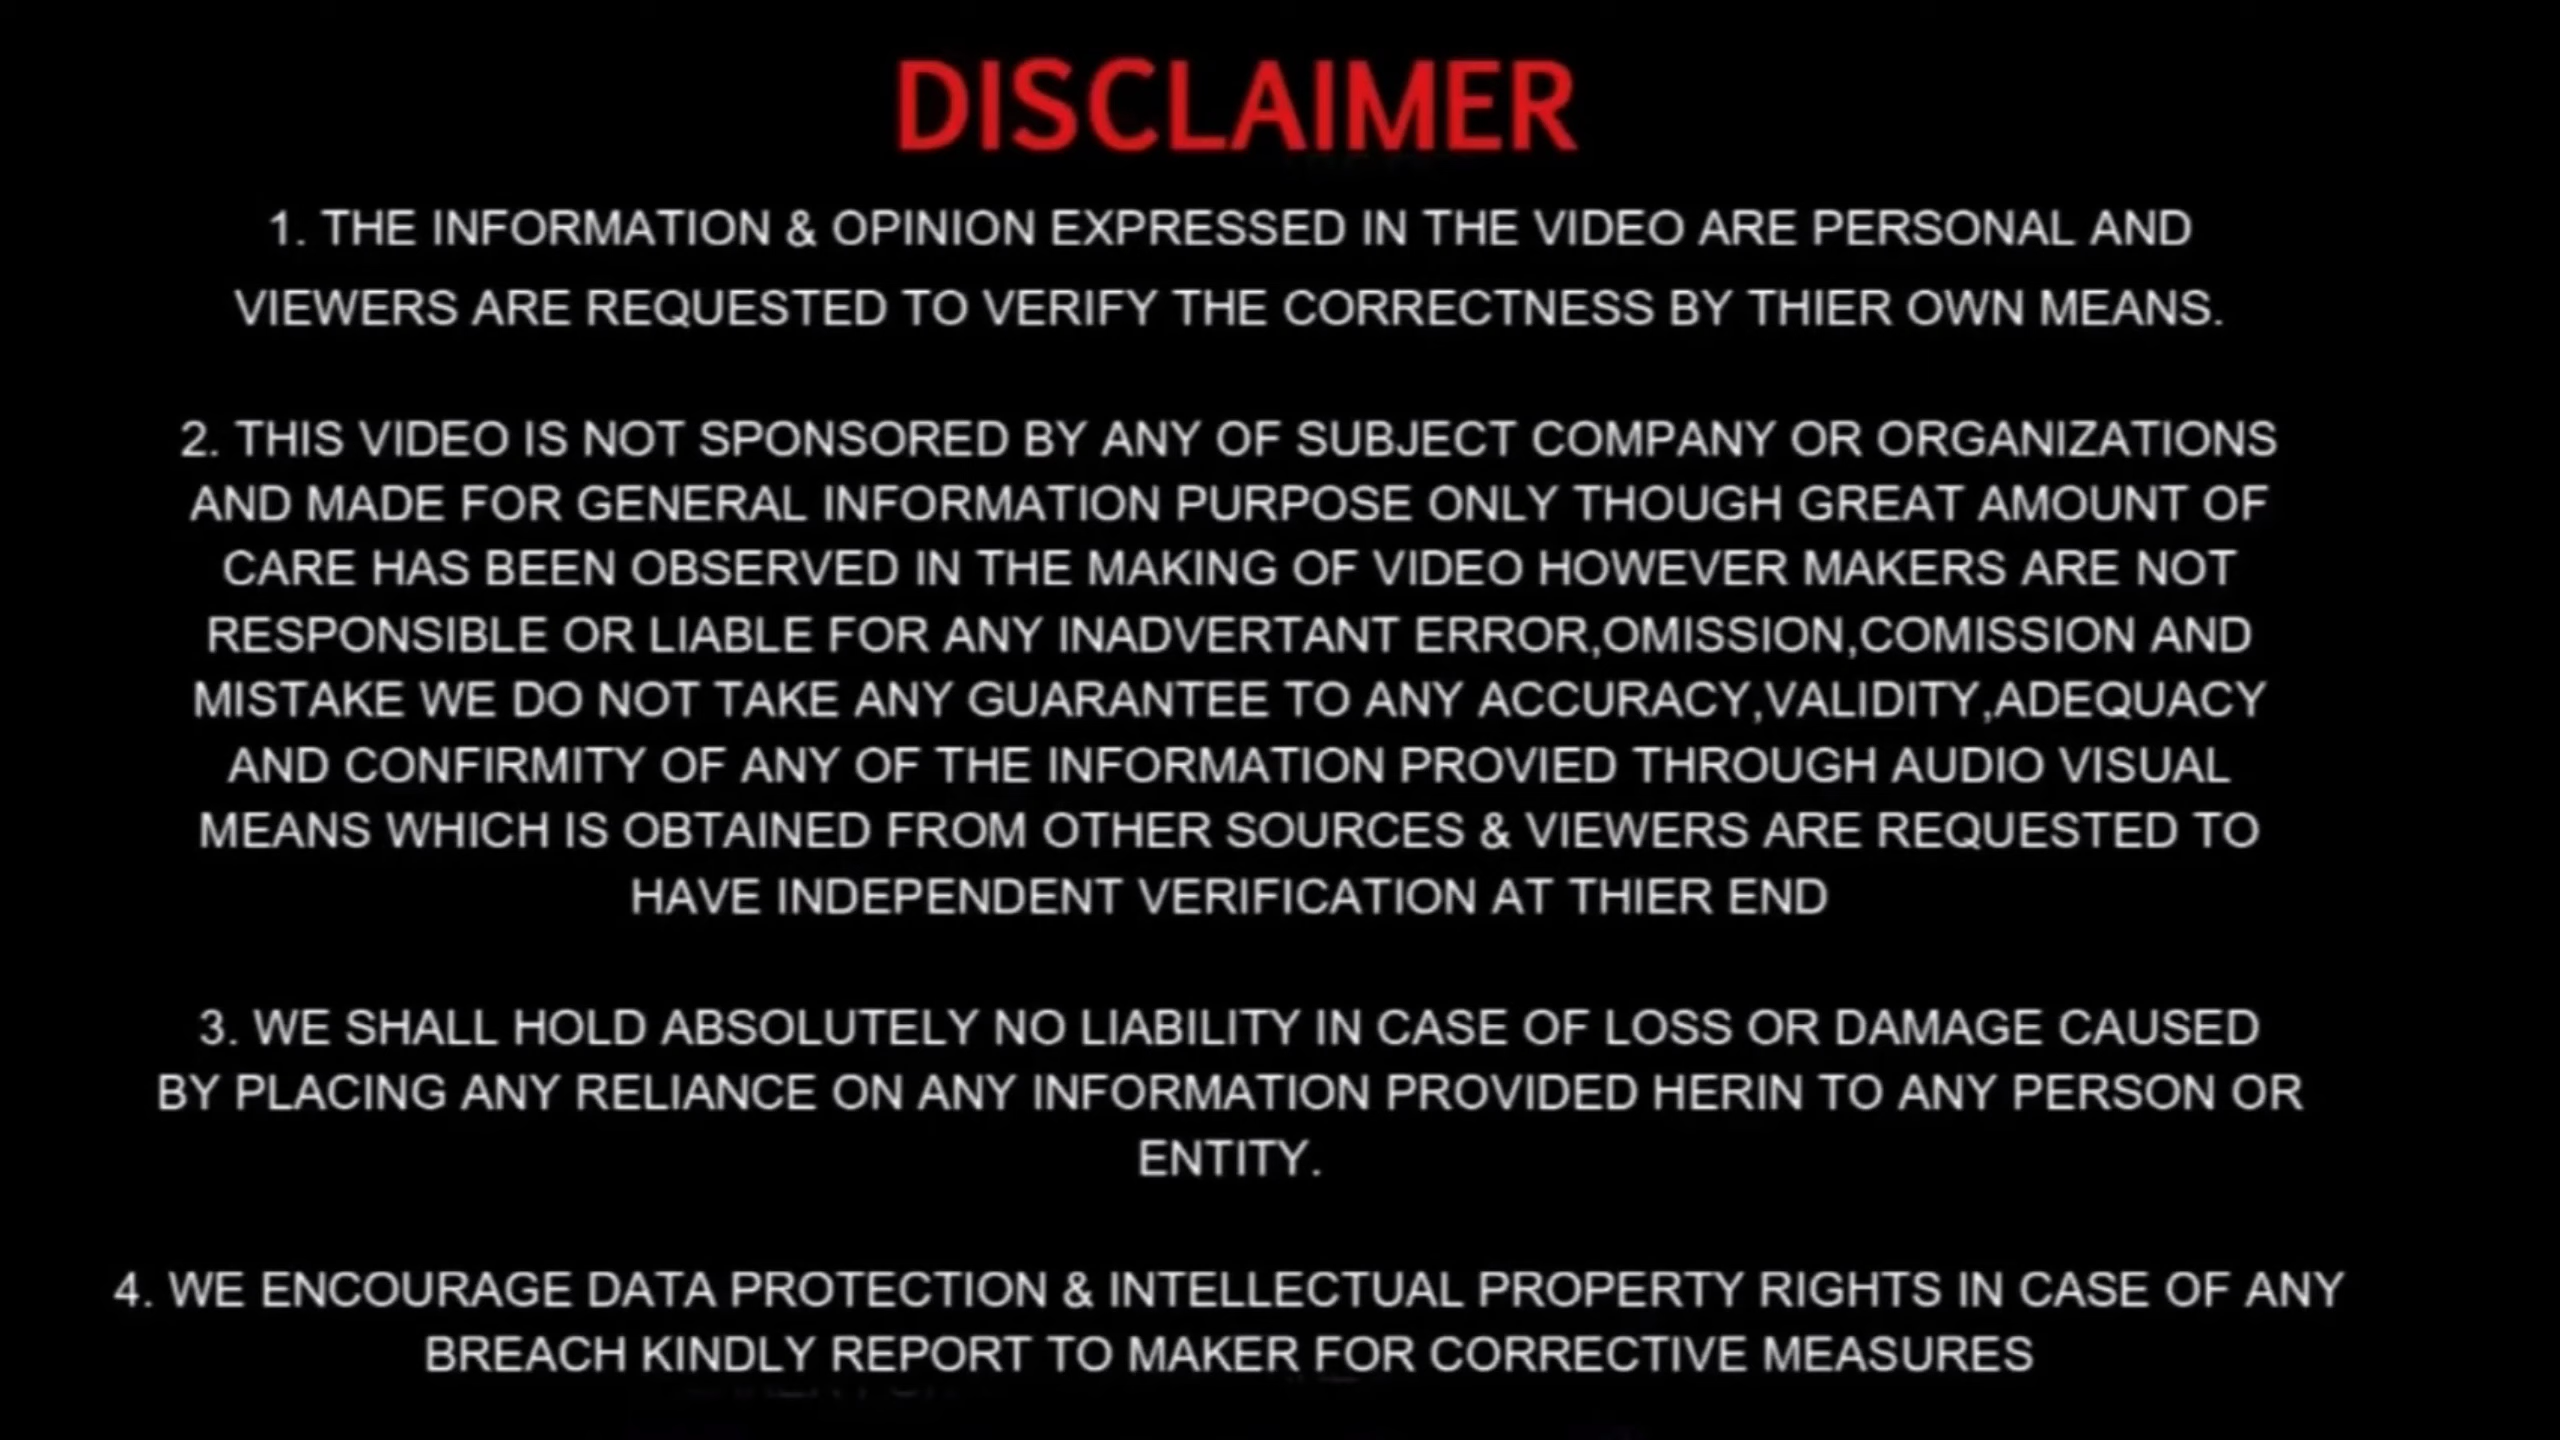 DISCLAIMER
1. THE INFORMATION & OPINION EXPRESSED IN THE VIDEO ARE PERSONAL AND
VIEWERS ARE REQUESTED TO VERIFY THE CORRECTNESS BY THIER OWN MEANS.
2. THIS VIDEO IS NOT SPONSORED BY ANY OF SUBJECT COMPANY OR ORGANIZATIONS
AND MADE FOR GENERAL INFORMATION PURPOSE ONLY THOUGH GREAT AMOUNT OF
CARE HAS BEEN OBSERVED IN THE MAKING OF VIDEO HOWEVER MAKERS ARE NOT
RESPONSIBLE OR LIABLE FOR ANY INADVERTANT ERROR,OMISSION,COMISSION AND
MISTAKE WE DO NOT TAKE ANY GUARANTEE TO ANY ACCURACY,VALIDITY,ADEQUACY
AND CONFIRMITY OF ANY OF THE INFORMATION PROVIED THROUGH AUDIO VISUAL
MEANS WHICH IS OBTAINED FROM OTHER SOURCES & VIEWERS ARE REQUESTED TO
HAVE INDEPENDENT VERIFICATION AT THIER END
3. WE SHALL HOLD ABSOLUTELY NO LIABILITY IN CASE OF LOSS OR DAMAGE CAUSED
BY PLACING ANY RELIANCE ON ANY INFORMATION PROVIDED HERIN TO ANY PERSON OR
ENTITY.
4. WE ENCOURAGE DATA PROTECTION & INTELLECTUAL PROPERTY RIGHTS IN CASE OF ANY
BREACH KINDLY REPORT TO MAKER FOR CORRECTIVE MEASURES